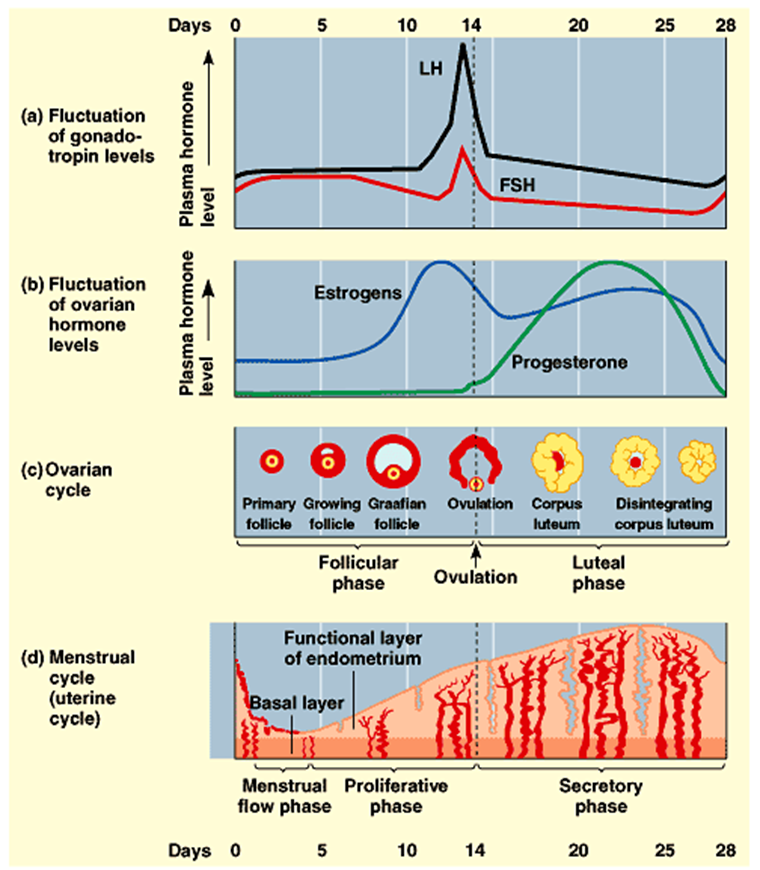 Days 0 5 10 14 20 25 28
(a) Fluctuation
of gonado-
tropin levels
Plasma hormone
level
LH
FSH
(b) Fluctuation
of ovarian
hormone
levels
Plasma hormone
level
Estrogens
Progesterone
(c) Ovarian
cycle
Primary
follicle
Growing
follicle
Graafian
follicle
Ovulation
Corpus
luteum
Disintegrating
corpus luteum
Follicular
phase
Ovulation
Luteal
phase
(d) Menstrual
cycle
(uterine
cycle)
Functional layer
of endometrium
Basal layer
Menstrual
flow phase
Proliferative
phase
Secretory
phase
Days 0 5 10 14 20 25 28